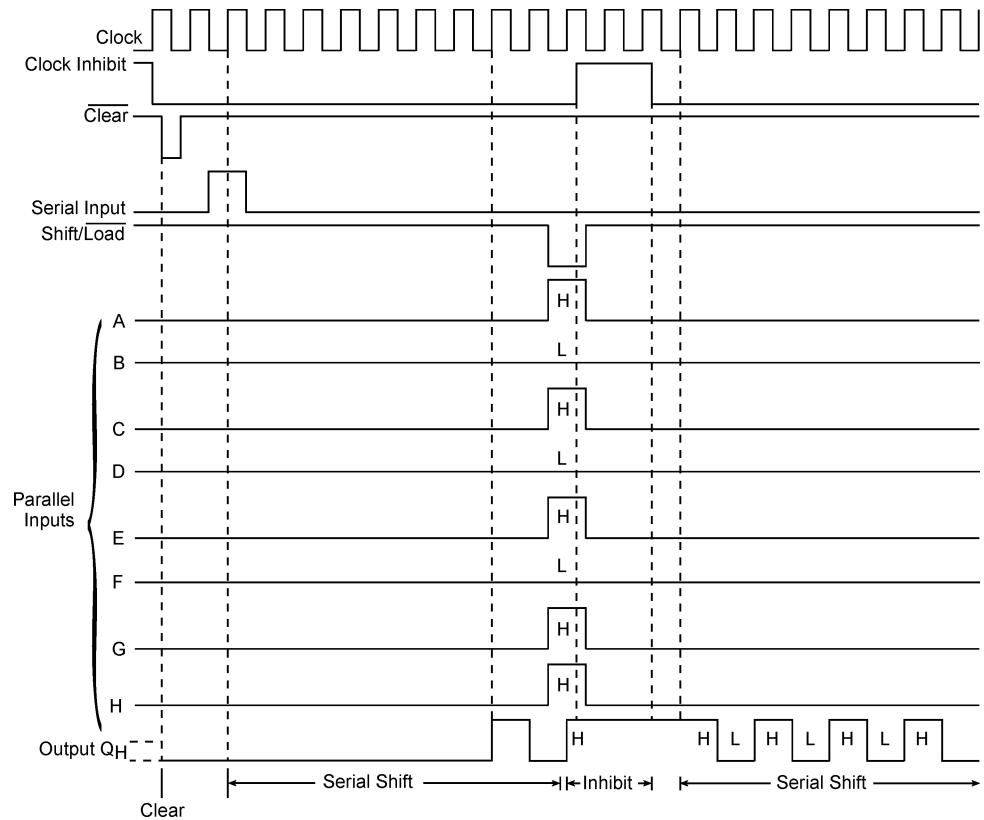 Clock
Clock Inhibit
Clear
Serial Input
Shift/Load
A
H
B
L
C
H
D
L
Parallel
Inputs
E
H
F
L
G
H
H
H
Output QH
H
H L H L H L H
Serial Shift
Inhibit
Serial Shift
Clear